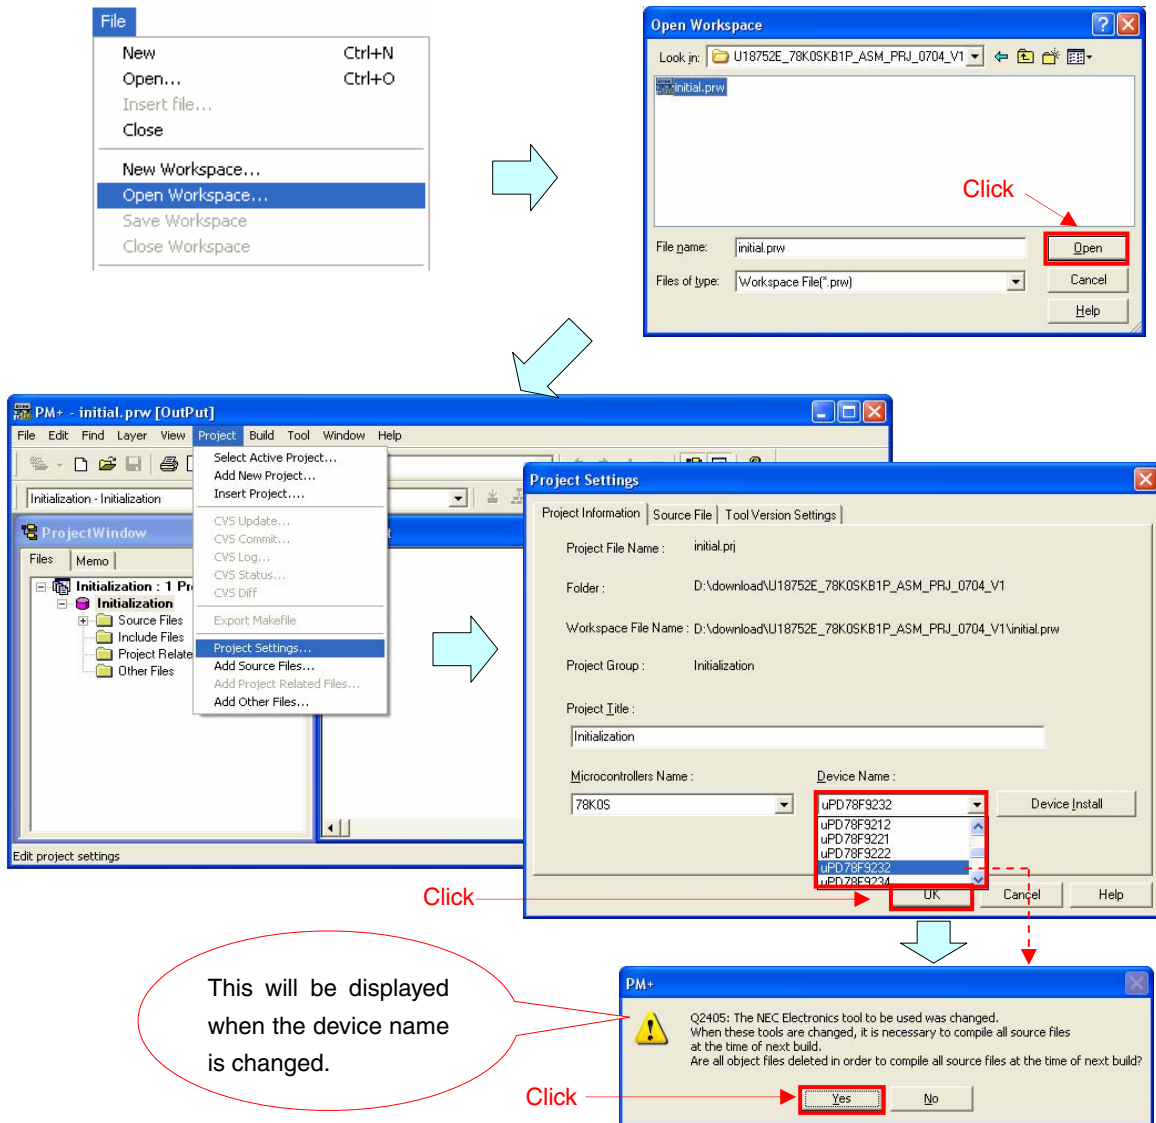 File
New Ctrl+N
Open... Ctrl+O
Insert file...
Close
New Workspace...
Open Workspace...
Save Workspace
Close Workspace
Open Workspace
Look in: U18752E_78K0SKB1P_ASM_PRJ_0704_V1
initial.prw
Click
File name: initial.prw
Open
Files of type: Workspace File(*.prw)
Cancel
Help
PM+ - initial.prw [OutPut]
File Edit Find Layer View Project Build Tool Window Help
Select Active Project...
Add New Project...
Insert Project....
CVS Update...
CVS Commit...
CVS Log...
CVS Status...
CVS Diff
Export Makefile
Project Settings...
Add Source Files...
Add Project Related Files...
Add Other Files...
Initialization - Initialization
ProjectWindow
Files Memo
Initialization : 1 Pr
Initialization
Source Files
Include Files
Project Relate
Other Files
Edit project settings
Project Settings
Project Information Source File Tool Version Settings
Project File Name : initial.prj
Folder : D:\download\U18752E_78K0SKB1P_ASM_PRJ_0704_V1
Workspace File Name : D:\download\U18752E_78K0SKB1P_ASM_PRJ_0704_V1\initial.prw
Project Group : Initialization
Project Title :
Initialization
Microcontrollers Name : Device Name :
78K0S uPD78F9232 Device Install
uPD78F9212
uPD78F9221
uPD78F9222
uPD78F9232
uPD78F9234
Click
OK Cancel Help
This will be displayed
when the device name
is changed.
PM+
Q2405: The NEC Electronics tool to be used was changed.
When these tools are changed, it is necessary to compile all source files
at the time of next build.
Are all object files deleted in order to compile all source files at the time of next build?
Click
Yes No